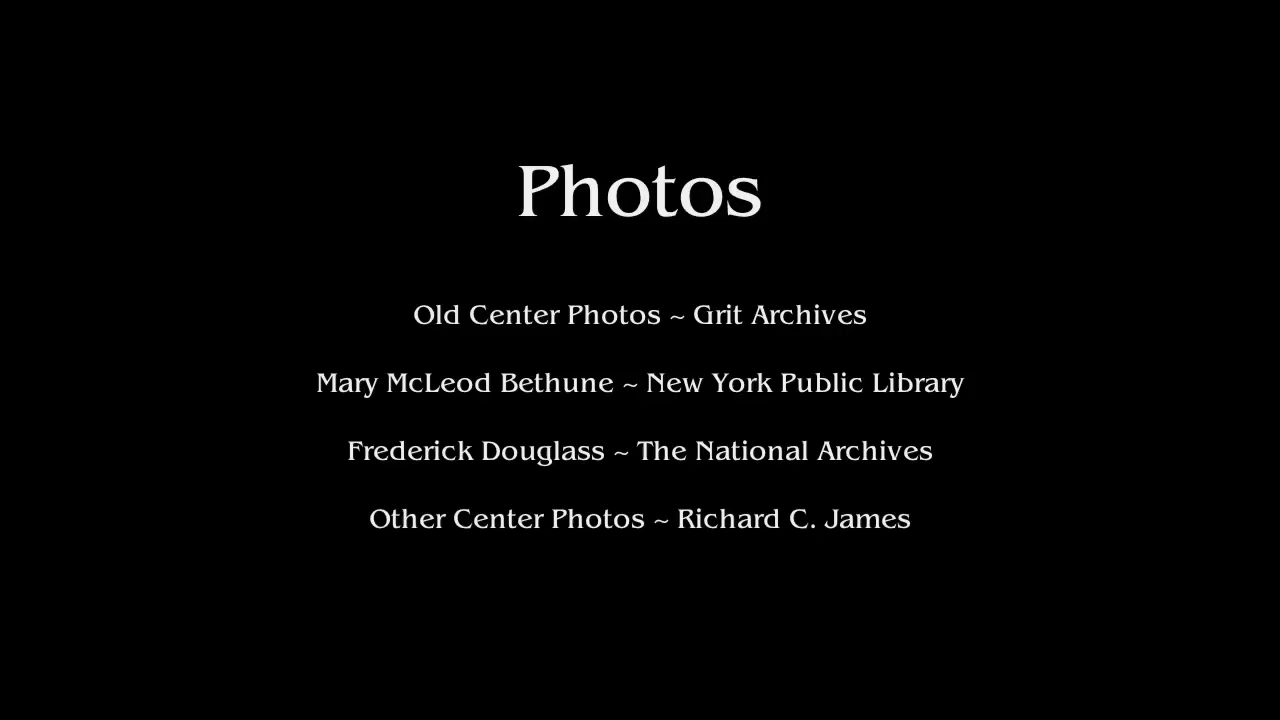 Photos
Old Center Photos ~ Grit Archives
Mary McLeod Bethune ~ New York Public Library
Frederick Douglass ~ The National Archives
Other Center Photos ~ Richard C. James